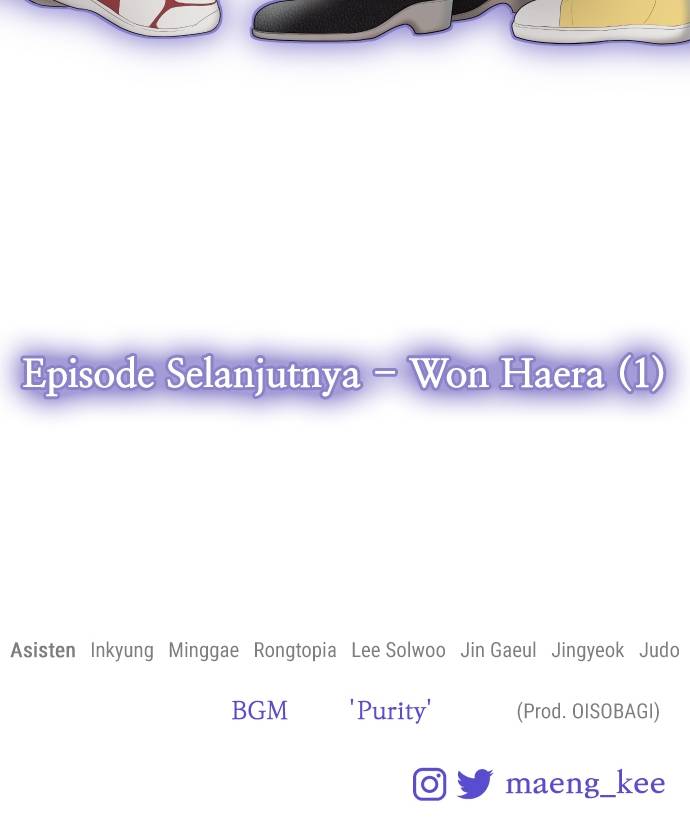 Episode Selanjutnya - Won Haera (1)
Asisten Inkyung Minggae Rongtopia Lee Solwoo Jin Gaeul Jingyeok Judo
BGM 'Purity' (Prod. OISOBAGI)
maeng_kee